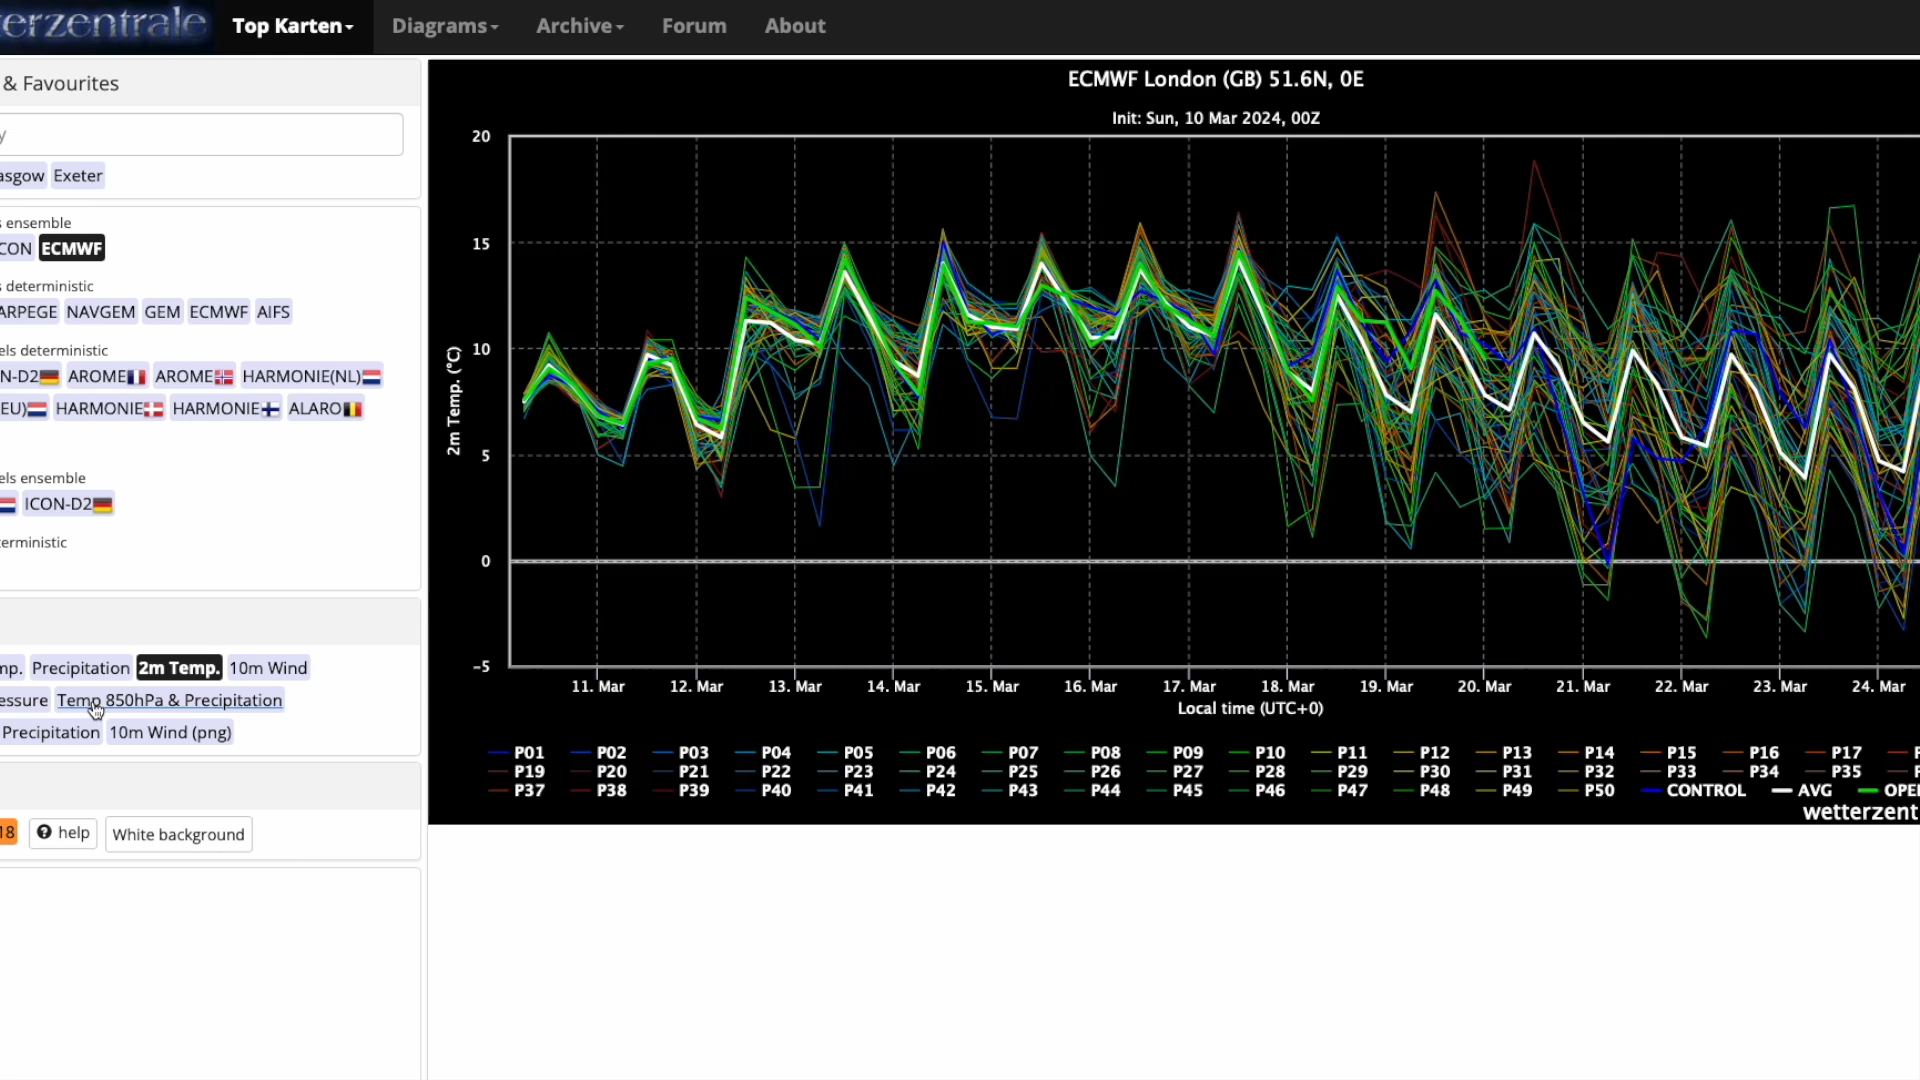 erzentrale Top Karten Diagrams Archive Forum About
& Favourites
y
asgow Exeter
s ensemble
CON ECMWF
s deterministic
ARPEGE NAVGEM GEM ECMWF AIFS
els deterministic
N-D2 AROME AROME HARMONIE(NL)
EU) HARMONIE HARMONIE ALARO
els ensemble
ICON-D2
erministic
mp. Precipitation 2m Temp. 10m Wind
essure Temp 850hPa & Precipitation
Precipitation 10m Wind (png)
18 help White background
ECMWF London (GB) 51.6N, 0E
Init: Sun, 10 Mar 2024, 00Z
20
15
10
5
0
−5
2m Temp. (°C)
11. Mar 12. Mar 13. Mar 14. Mar 15. Mar 16. Mar 17. Mar 18. Mar 19. Mar 20. Mar 21. Mar 22. Mar 23. Mar 24. Mar
Local time (UTC+0)
P01 P02 P03 P04 P05 P06 P07 P08 P09 P10 P11 P12 P13 P14 P15 P16 P17 P
P19 P20 P21 P22 P23 P24 P25 P26 P27 P28 P29 P30 P31 P32 P33 P34 P35 P
P37 P38 P39 P40 P41 P42 P43 P44 P45 P46 P47 P48 P49 P50 CONTROL AVG OPE
wetterzent